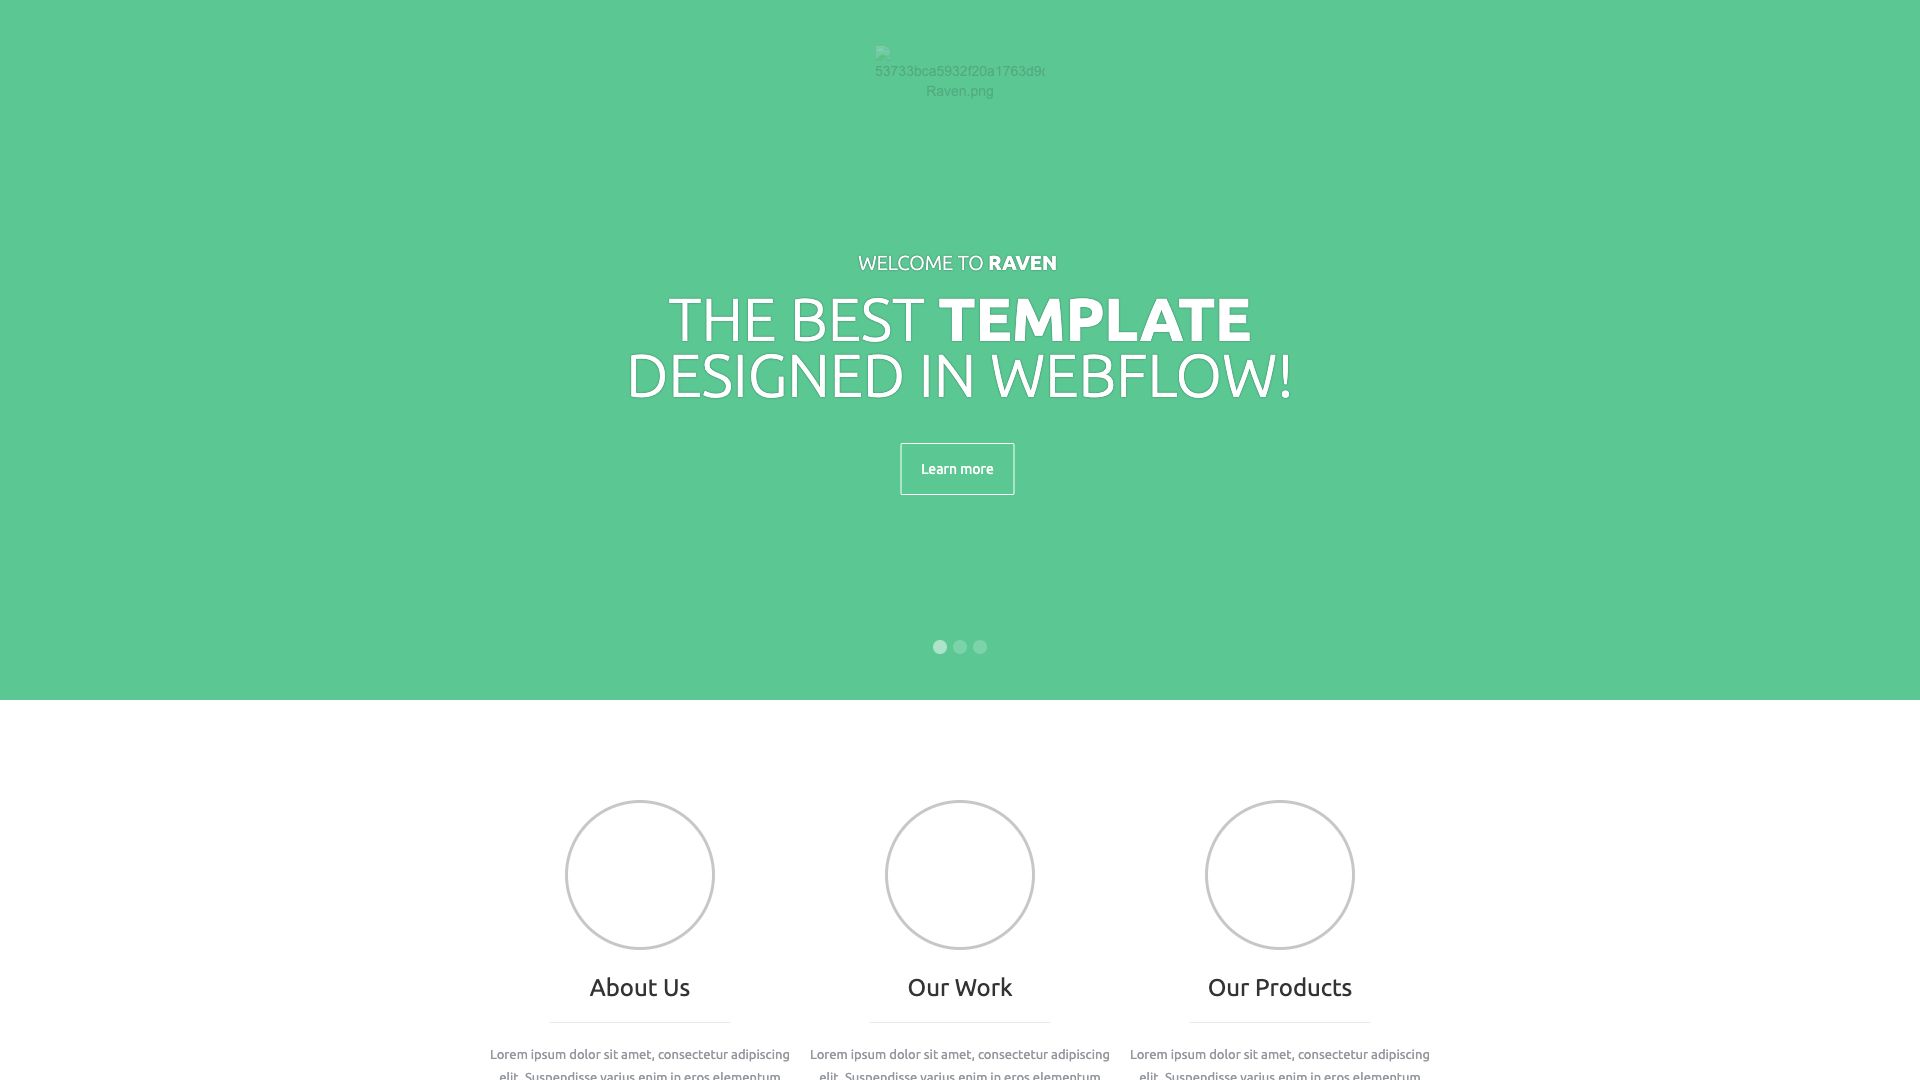 53733bca5932f20a1763d9
Raven.png
WELCOME TO RAVEN
THE BEST TEMPLATE
DESIGNED IN WEBFLOW!
Learn more
About Us
Our Work
Our Products
Lorem ipsum dolor sit amet, consectetur adipiscing
elit. Suspendisse varius enim in eros elementum
Lorem ipsum dolor sit amet, consectetur adipiscing
elit. Suspendisse varius enim in eros elementum
Lorem ipsum dolor sit amet, consectetur adipiscing
elit. Suspendisse varius enim in eros elementum